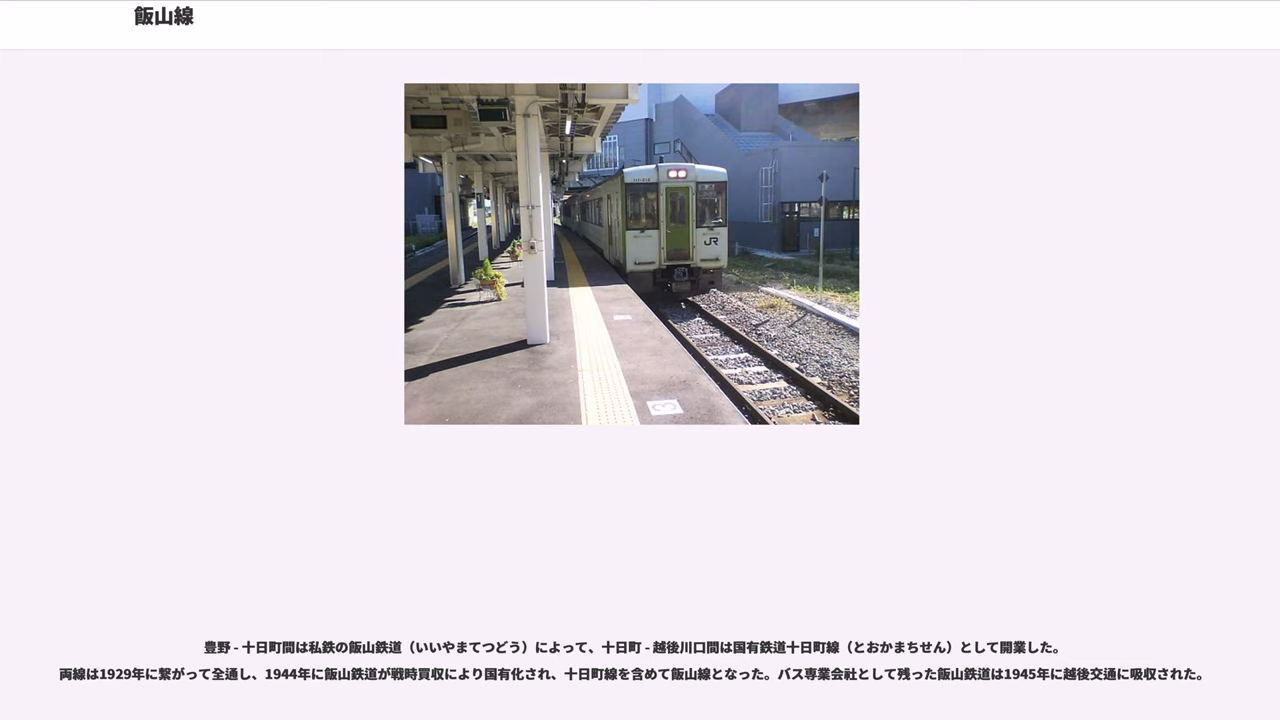 飯山線
JR
3
豊野 - 十日町間は私鉄の飯山鉄道（いいやまてつどう）によって、十日町 - 越後川口間は国有鉄道十日町線（とおかまちせん）として開業した。
両線は1929年に繋がって全通し、1944年に飯山鉄道が戦時買収により国有化され、十日町線を含めて飯山線となった。バス専業会社として残った飯山鉄道は1945年に越後交通に吸収された。